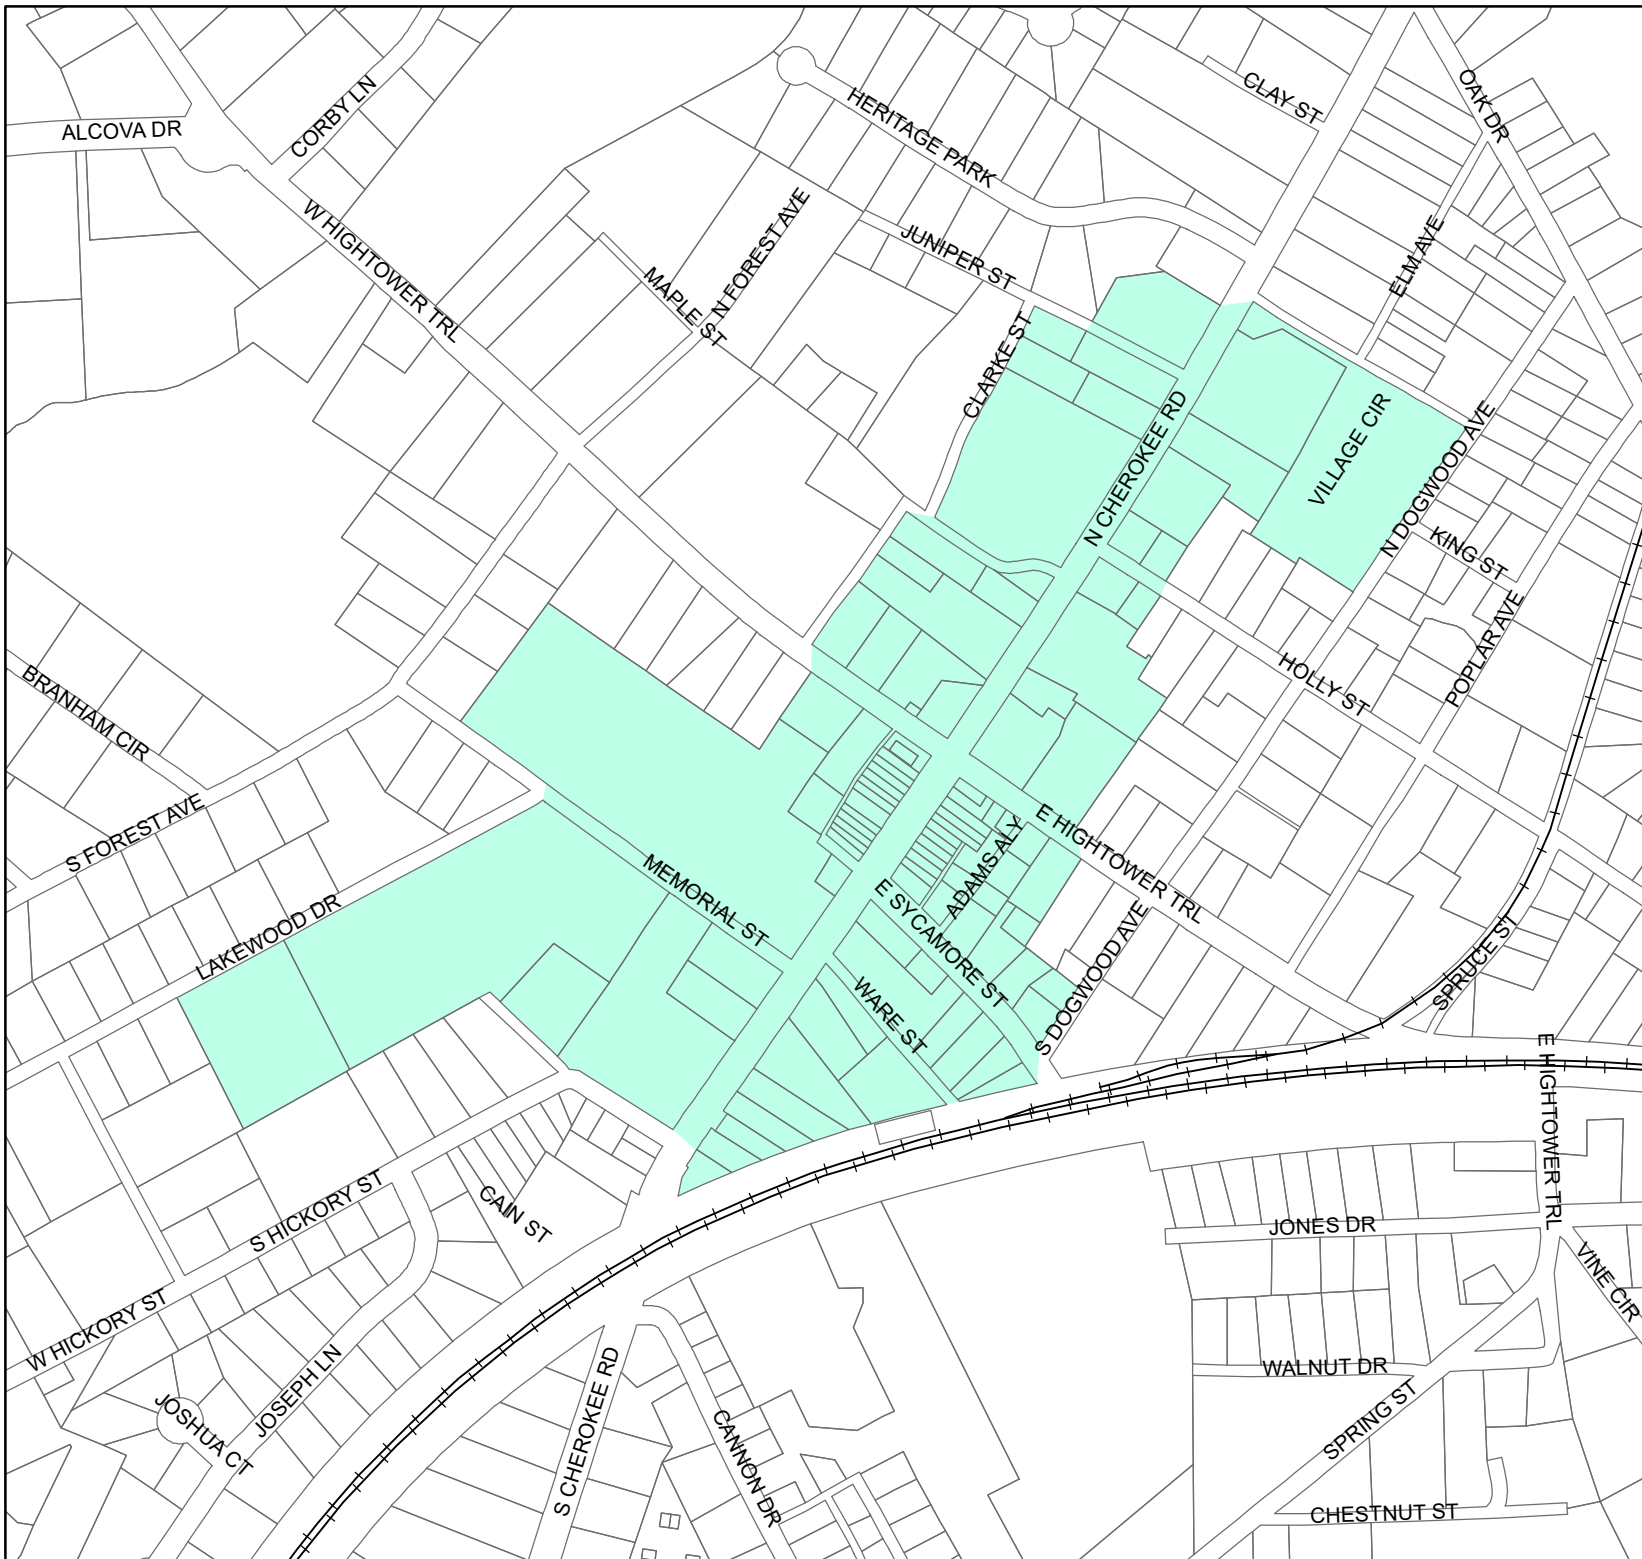 CLAY ST
OAK DR
CORBY LN
ALCOVA DR
HERITAGE PARK
W HIGHTOWER TRL
N FOREST AVE
JUNIPER ST
ELM AVE
MAPLE ST
CLARKE ST
N CHEROKEE RD
VILLAGE CIR
N DOGWOOD AVE
KING ST
POPLAR AVE
HOLLY ST
BRANHAM CIR
S FOREST AVE
E HIGHTOWER TRL
ADAMS ALY
MEMORIAL ST
E SYCAMORE ST
LAKEWOOD DR
S DOGWOOD AVE
SPRUCE ST
WARE ST
E HIGHTOWER TRL
CAIN ST
S HICKORY ST
JONES DR
VINE CIR
W HICKORY ST
WALNUT DR
JOSEPH LN
JOSHUA CT
S CHEROKEE RD
CANNON DR
SPRING ST
CHESTNUT ST